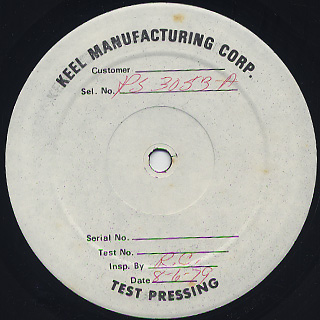 KEEL MANUFACTURING CORP.
Customer
Sel. No. PS 3053-A
Serial No.
Test No.
Insp. By R.C.
Date 8-6-79
TEST PRESSING